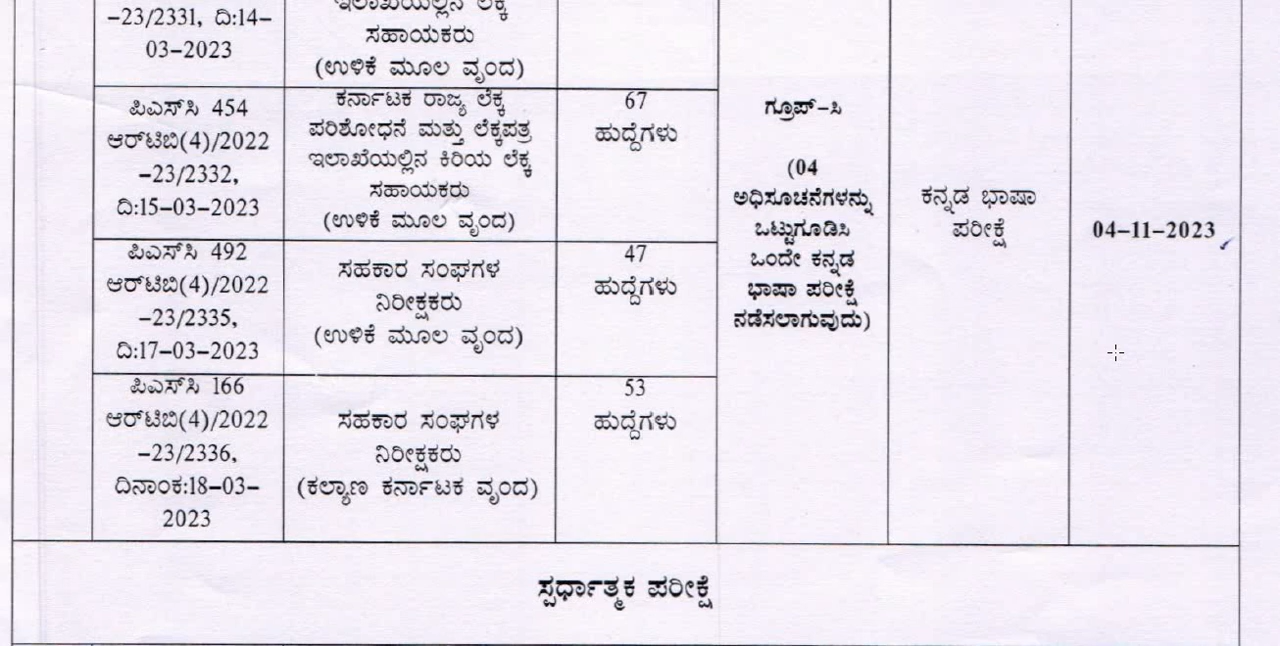 –23/2331, ದಿ:14–
03–2023
ಇಲಾಖೆಯಲ್ಲಿನ ಲೆಕ್ಕ
ಸಹಾಯಕರು
(ಉಳಿಕೆ ಮೂಲ ವೃಂದ)
ಪಿಎಸ್‌ಸಿ 454
ಆರ್‌ಟಿಬಿ(4)/2022
–23/2332,
ದಿ:15–03–2023
ಕರ್ನಾಟಕ ರಾಜ್ಯ ಲೆಕ್ಕ
ಪರಿಶೋಧನೆ ಮತ್ತು ಲೆಕ್ಕಪತ್ರ
ಇಲಾಖೆಯಲ್ಲಿನ ಕಿರಿಯ ಲೆಕ್ಕ
ಸಹಾಯಕರು
(ಉಳಿಕೆ ಮೂಲ ವೃಂದ)
67
ಹುದ್ದೆಗಳು
ಗ್ರೂಪ್–ಸಿ
(04
ಅಧಿಸೂಚನೆಗಳನ್ನು
ಒಟ್ಟುಗೂಡಿಸಿ
ಒಂದೇ ಕನ್ನಡ
ಭಾಷಾ ಪರೀಕ್ಷೆ
ನಡೆಸಲಾಗುವುದು)
ಕನ್ನಡ ಭಾಷಾ
ಪರೀಕ್ಷೆ
04–11–2023
ಪಿಎಸ್‌ಸಿ 492
ಆರ್‌ಟಿಬಿ(4)/2022
–23/2335,
ದಿ:17–03–2023
ಸಹಕಾರ ಸಂಘಗಳ
ನಿರೀಕ್ಷಕರು
(ಉಳಿಕೆ ಮೂಲ ವೃಂದ)
47
ಹುದ್ದೆಗಳು
ಪಿಎಸ್‌ಸಿ 166
ಆರ್‌ಟಿಬಿ(4)/2022
–23/2336,
ದಿನಾಂಕ:18–03–
2023
ಸಹಕಾರ ಸಂಘಗಳ
ನಿರೀಕ್ಷಕರು
(ಕಲ್ಯಾಣ ಕರ್ನಾಟಕ ವೃಂದ)
53
ಹುದ್ದೆಗಳು
ಸ್ಪರ್ಧಾತ್ಮಕ ಪರೀಕ್ಷೆ